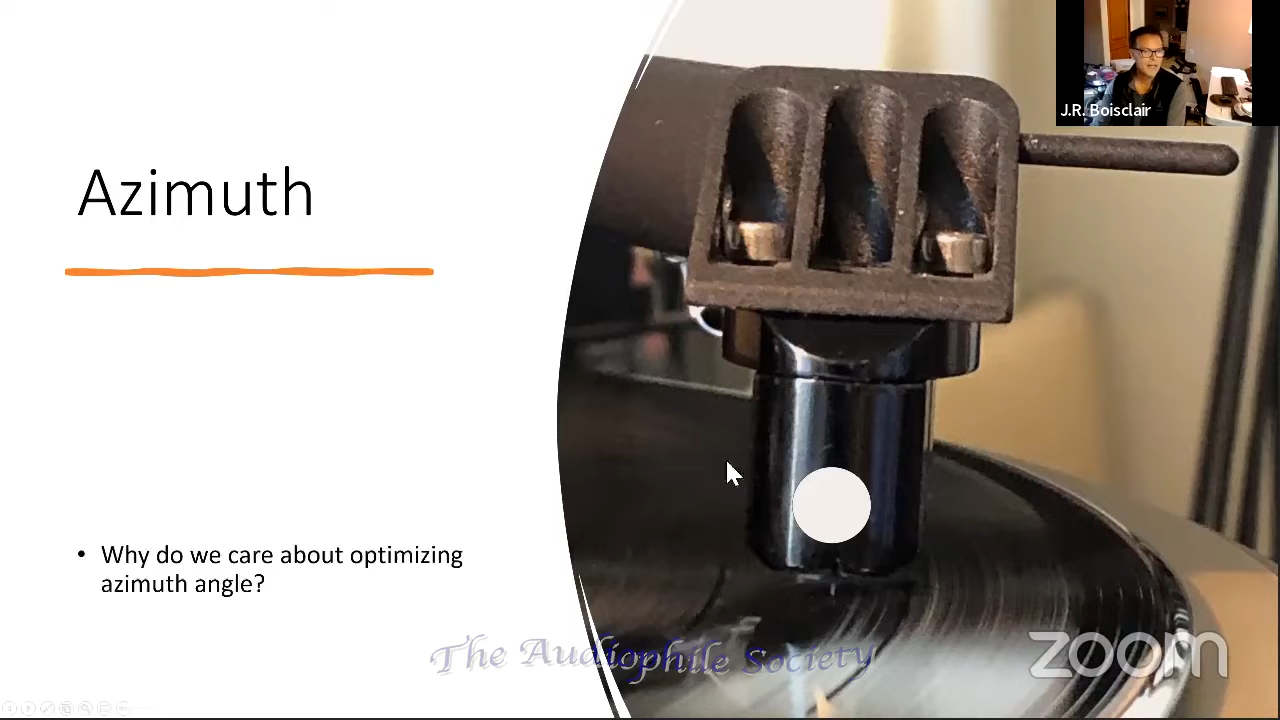 J.R. Boisclair
Azimuth
• Why do we care about optimizing
azimuth angle?
The Audiophile Society
zoom